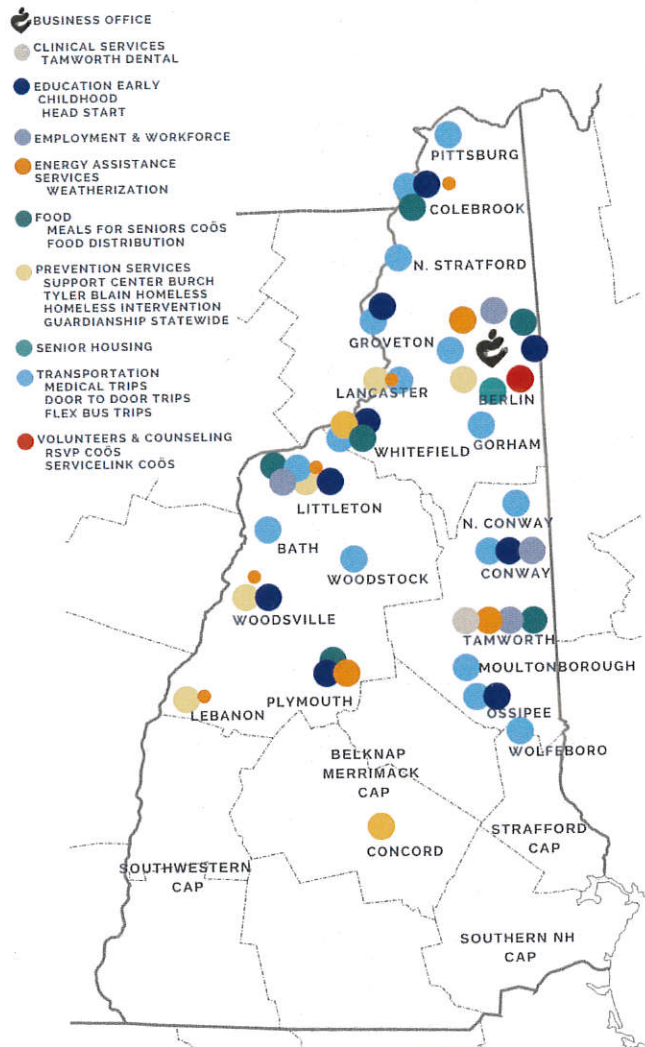 BUSINESS OFFICE
CLINICAL SERVICES
TAMWORTH DENTAL
EDUCATION EARLY
CHILDHOOD
HEAD START
EMPLOYMENT & WORKFORCE
ENERGY ASSISTANCE
SERVICES
WEATHERIZATION
FOOD
MEALS FOR SENIORS COÖS
FOOD DISTRIBUTION
PREVENTION SERVICES
SUPPORT CENTER BURCH
TYLER BLAIN HOMELESS
HOMELESS INTERVENTION
GUARDIANSHIP STATEWIDE
SENIOR HOUSING
TRANSPORTATION
MEDICAL TRIPS
DOOR TO DOOR TRIPS
FLEX BUS TRIPS
VOLUNTEERS & COUNSELING
RSVP COÖS
SERVICELINK COÖS
PITTSBURG
COLEBROOK
N. STRATFORD
GROVETON
LANCASTER
BERLIN
GORHAM
WHITEFIELD
LITTLETON
N. CONWAY
BATH
CONWAY
WOODSTOCK
WOODSVILLE
TAMWORTH
MOULTONBOROUGH
PLYMOUTH
LEBANON
OSSIPEE
WOLFEBORO
BELKNAP
MERRIMACK
CAP
CONCORD
STRAFFORD
CAP
SOUTHWESTERN
CAP
SOUTHERN NH
CAP